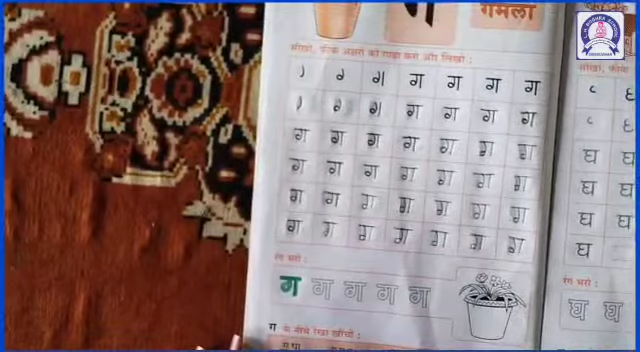 ग
गमला
सीखो, फीके अक्षरों को गाढ़ा करो और लिखो :
ग ग ग ग
ग ग ग ग
ग ग ग ग ग ग ग
ग ग ग ग ग ग ग
ग ग ग ग ग ग ग
ग ग ग ग ग ग ग
रंग भरो :
ग ग ग ग ग
ग के नीचे रेखा खींचो :
सीखो, फीके
घ
घ घ
घ घ
घ घ
घ
रंग भरो :
घ घ